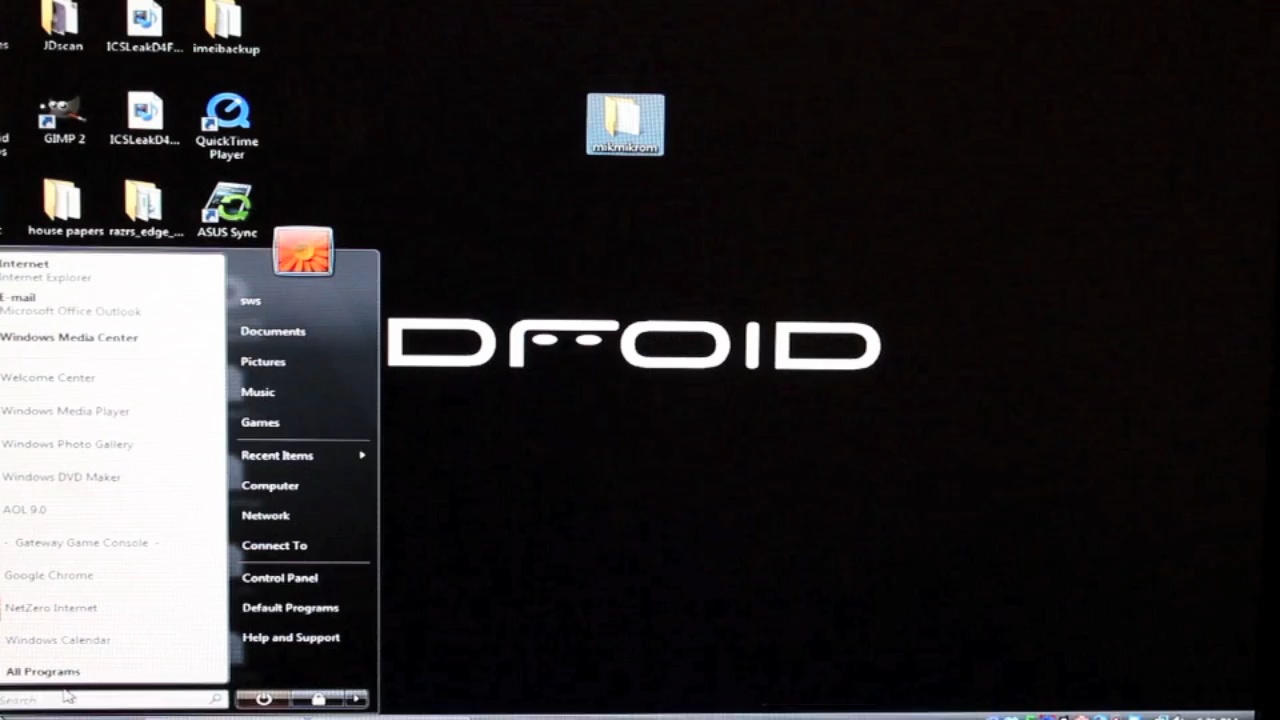 JDscan
ICSLeakD4F...
imeibackup
GIMP 2
ICSLeakD4...
QuickTime
Player
mikmikrom
house papers
razrs_edge_...
ASUS Sync
Internet
Internet Explorer
E-mail
Microsoft Office Outlook
Windows Media Center
Welcome Center
Windows Media Player
Windows Photo Gallery
Windows DVD Maker
AOL 9.0
- Gateway Game Console -
Google Chrome
NetZero Internet
Windows Calendar
All Programs
Search
sws
Documents
Pictures
Music
Games
Recent Items
Computer
Network
Connect To
Control Panel
Default Programs
Help and Support
DROID